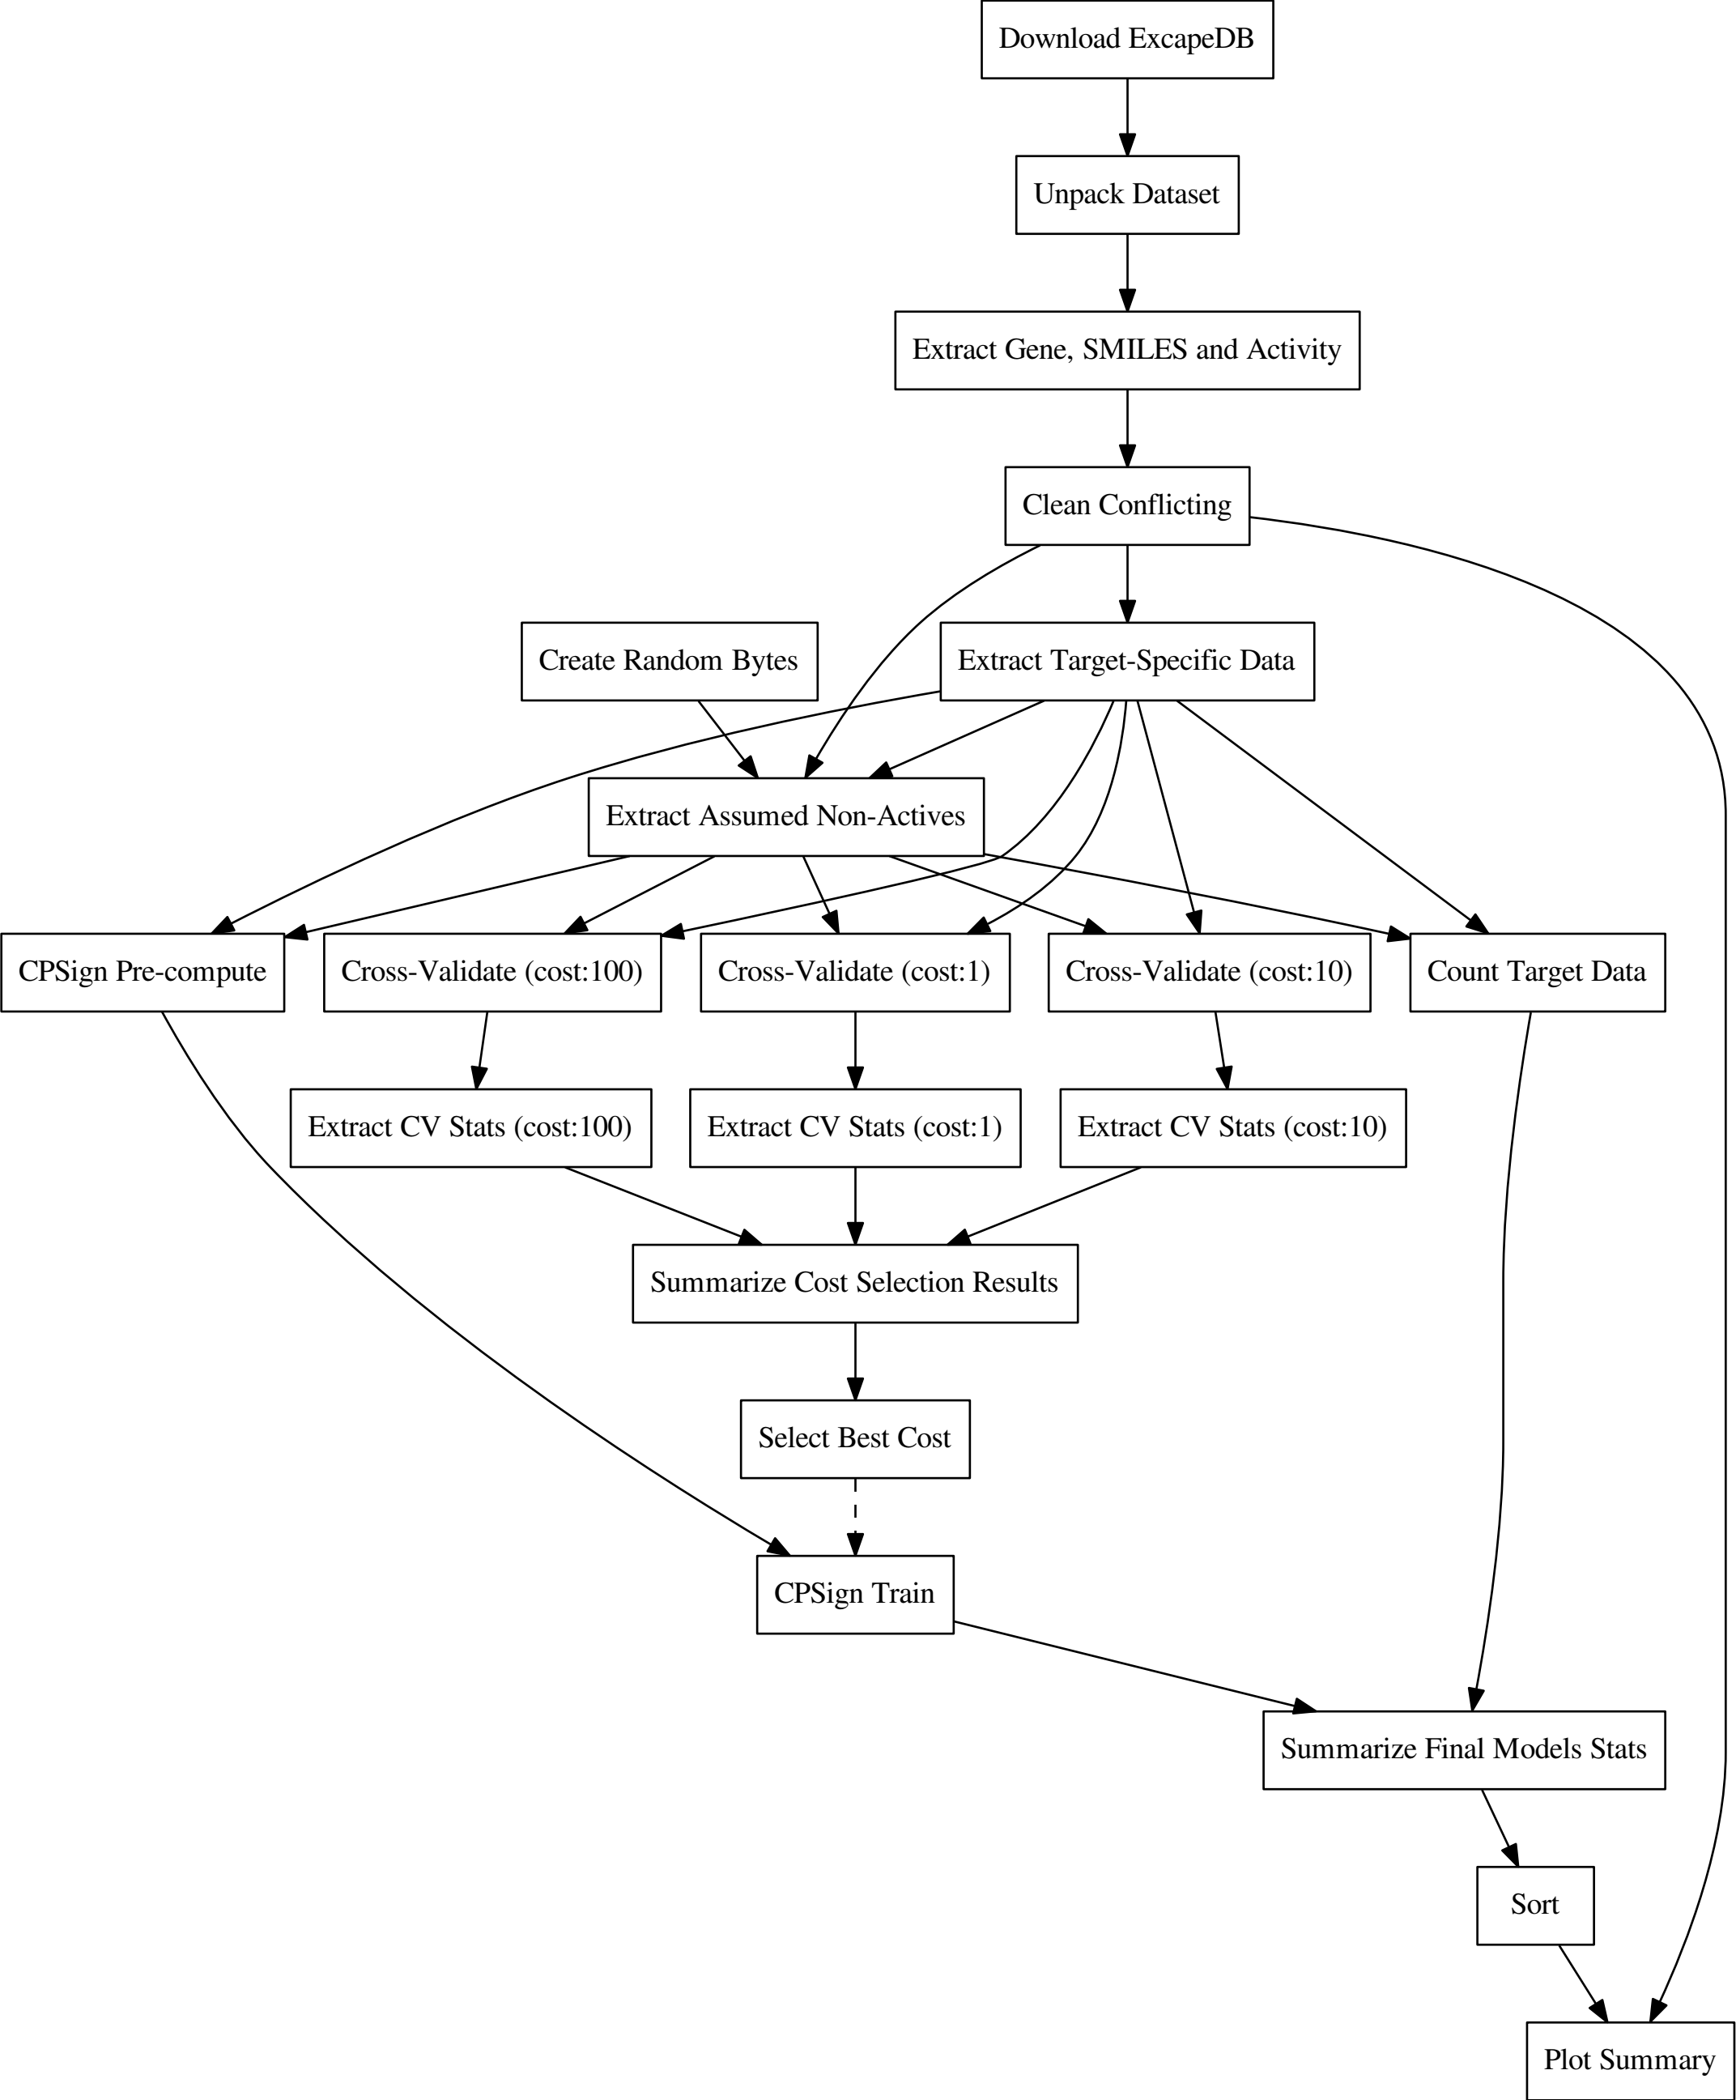 Download ExcapeDB
Unpack Dataset
Extract Gene, SMILES and Activity
Clean Conflicting
Create Random Bytes
Extract Target-Specific Data
Extract Assumed Non-Actives
CPSign Pre-compute
Cross-Validate (cost:100)
Cross-Validate (cost:1)
Cross-Validate (cost:10)
Count Target Data
Extract CV Stats (cost:100)
Extract CV Stats (cost:1)
Extract CV Stats (cost:10)
Summarize Cost Selection Results
Select Best Cost
CPSign Train
Summarize Final Models Stats
Sort
Plot Summary